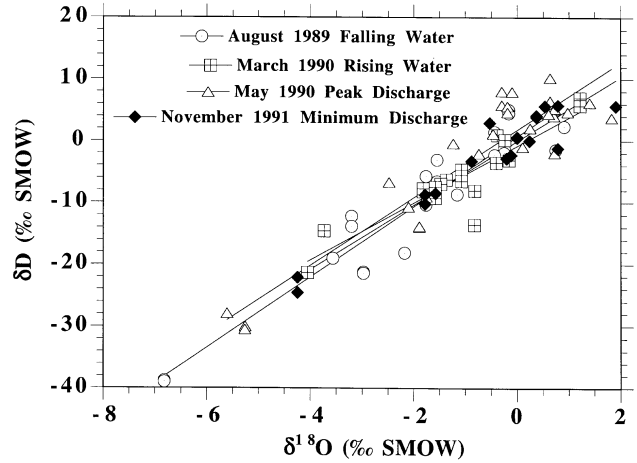 20
10
0
-10
-20
-30
-40
δD (‰ SMOW)
August 1989 Falling Water
March 1990 Rising Water
May 1990 Peak Discharge
November 1991 Minimum Discharge
-8 -6 -4 -2 0 2
δ¹⁸O (‰ SMOW)